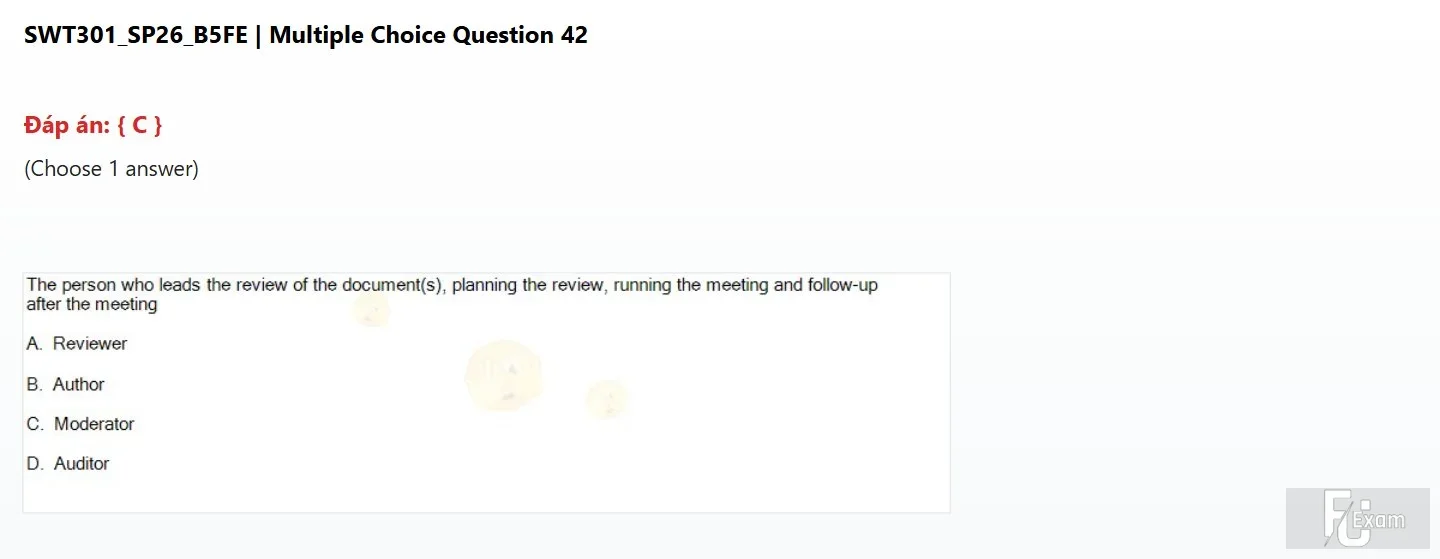 SWT301_SP26_B5FE | Multiple Choice Question 42
Đáp án: { C }
(Choose 1 answer)
The person who leads the review of the document(s), planning the review, running the meeting and follow-up
after the meeting
A. Reviewer
B. Author
C. Moderator
D. Auditor
FU Exam